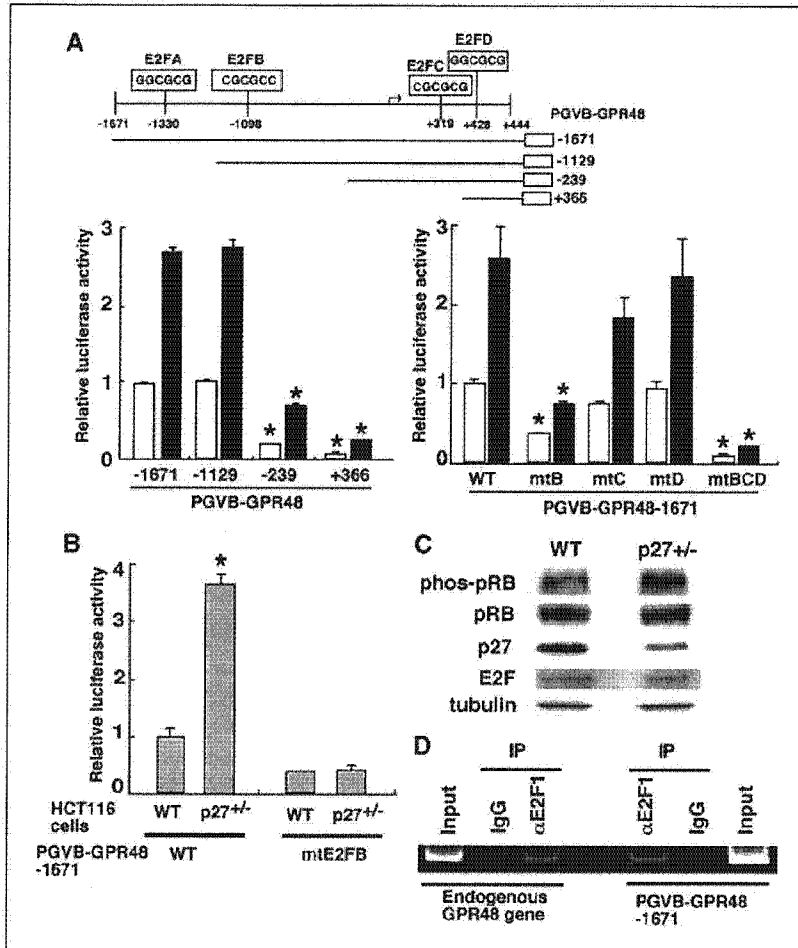 A
E2FA
E2FB
E2FC
E2FD
GGCGCG
CGCGCC
CGCGCG
GGCGCG
-1671
-1330
-1098
+319
+428
+444
PGVB-GPR48
-1671
-1129
-239
+366
Relative luciferase activity
3
2
1
0
* * * *
-1671 -1129 -239 +366
PGVB-GPR48
Relative luciferase activity
3
2
1
0
* * * *
WT mtB mtC mtD mtBCD
PGVB-GPR48-1671
B
Relative luciferase activity
4
3
2
1
0
*
HCT116 cells
WT p27+/- WT p27+/-
PGVB-GPR48
-1671
WT mtE2FB
C
WT p27+/-
phos-pRB
pRB
p27
E2F
tubulin
D
IP IP
Input IgG αE2F1 αE2F1 IgG Input
Endogenous
GPR48 gene
PGVB-GPR48
-1671